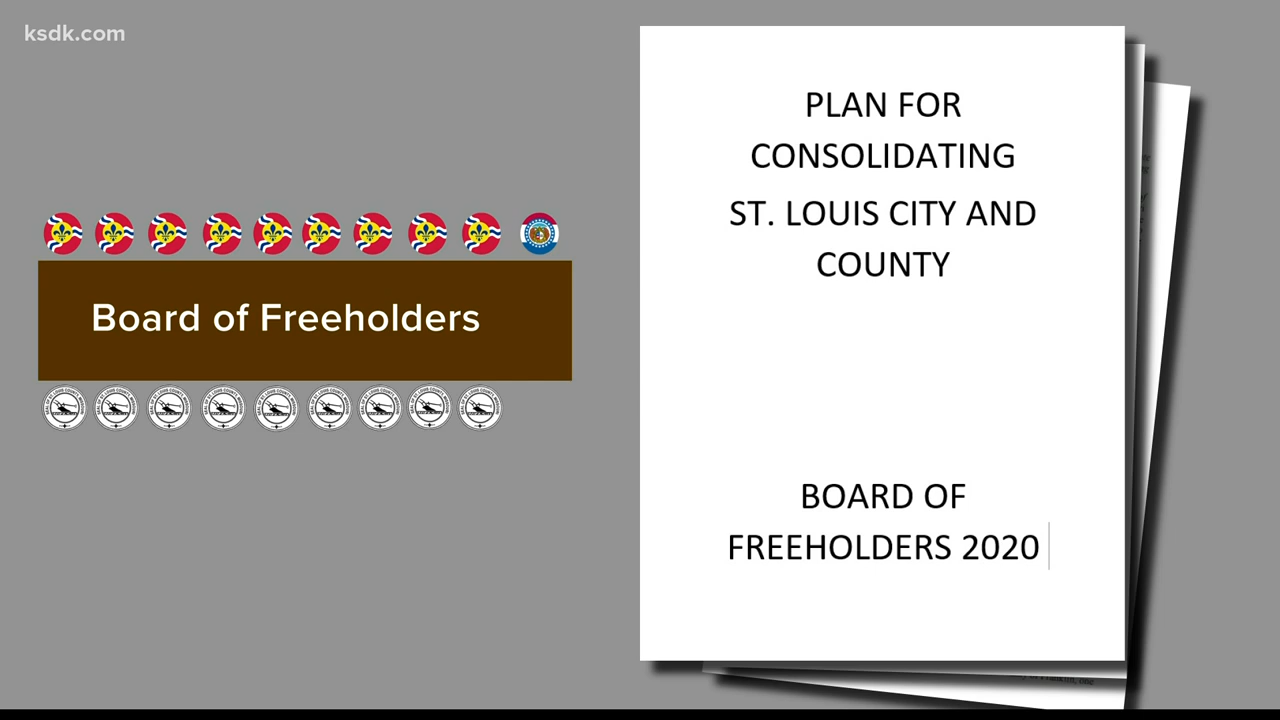 ksdk.com
Board of Freeholders
PLAN FOR
CONSOLIDATING
ST. LOUIS CITY AND
COUNTY
BOARD OF
FREEHOLDERS 2020